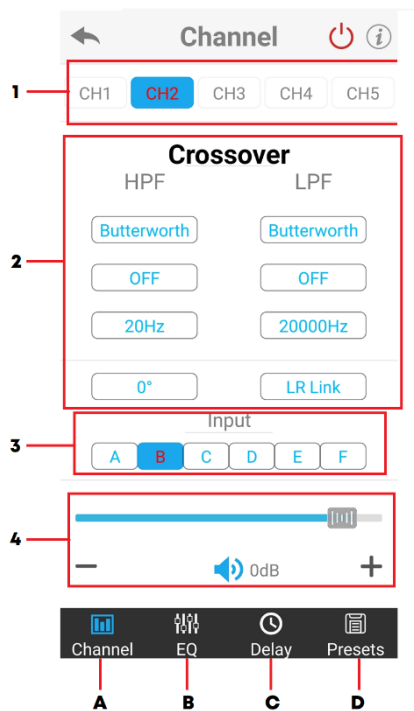 Channel
1
CH1 CH2 CH3 CH4 CH5
Crossover
HPF LPF
Butterworth Butterworth
2
OFF OFF
20Hz 20000Hz
0° LR Link
Input
3
A B C D E F
4
0dB
Channel EQ Delay Presets
A B C D